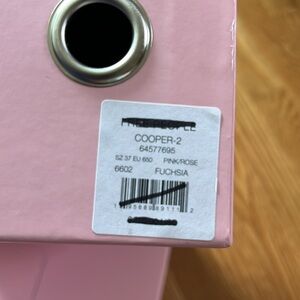 COOPER-2
64577695
SZ 37 EU 650 PINK/ROSE
6602 FUCHSIA